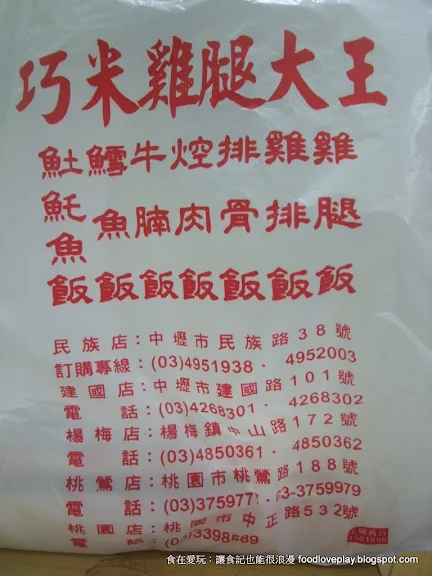 巧米雞腿大王
雞腿飯
雞排飯
排骨飯
焢肉飯
牛腩飯
鱈魚飯
魠魚飯
民族店：中壢市民族路38號
訂購專線：(03)4951938．4952003
建國店：中壢市建國路101號
電話：(03)4268301．4268302
楊梅店：楊梅鎮中山路172號
電話：(03)4850361．4850362
桃鶯店：桃園市桃鶯路188號
電話：(03)375977 03-3759979
桃園店：桃園市中正路532號
電話：(03)3398569
食在愛玩：讓食記也能很浪漫 foodloveplay.blogspot.com